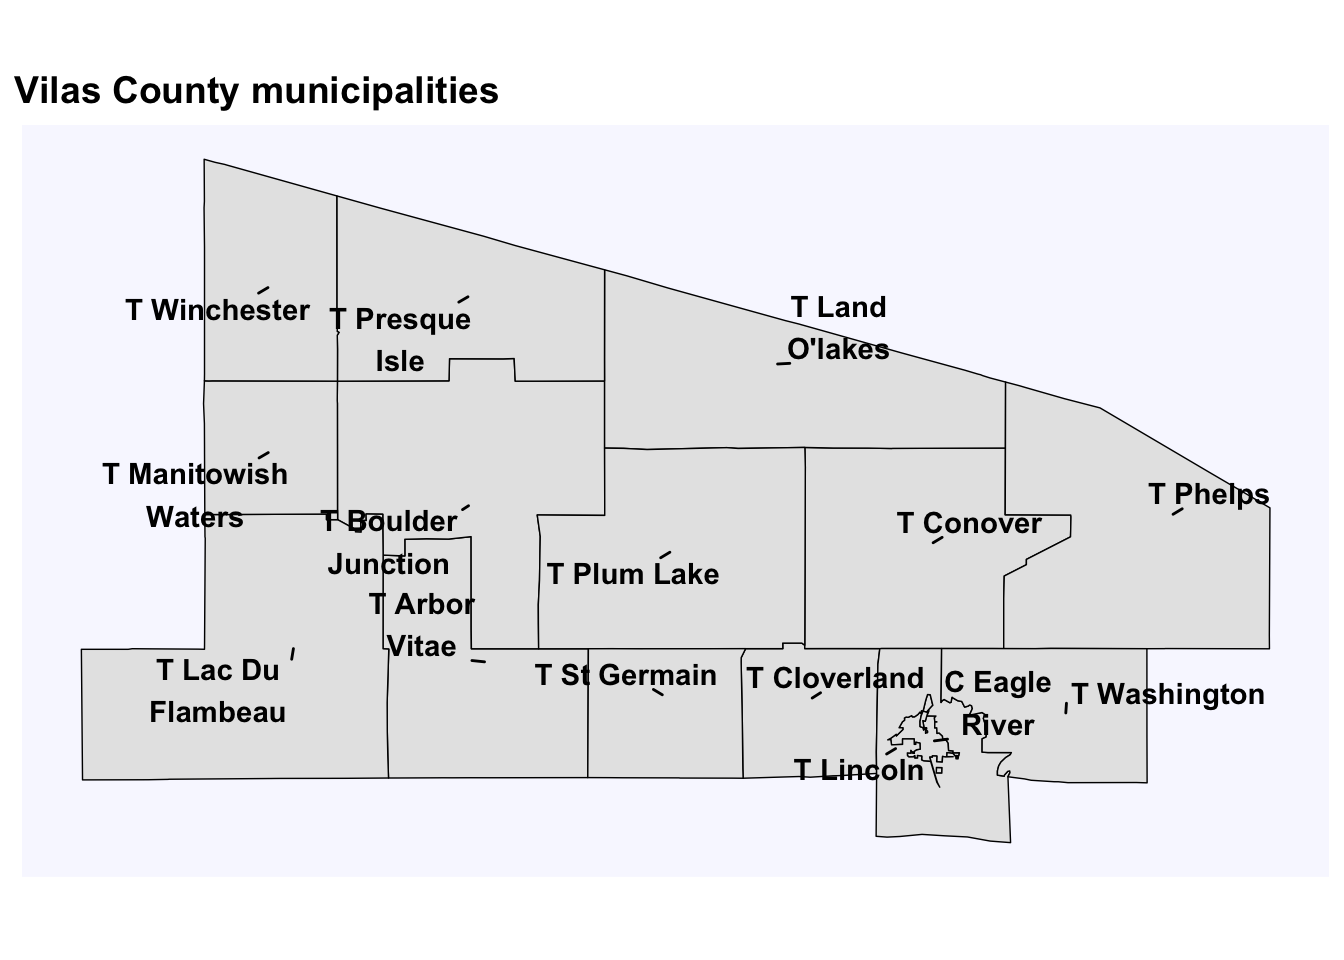 Vilas County municipalities
T Winchester
T Presque
Isle
T Land
O'lakes
T Manitowish
Waters
T Boulder
Junction
T Phelps
T Conover
T Plum Lake
T Arbor
Vitae
T Lac Du
Flambeau
T St Germain
T Cloverland
C Eagle
River
T Washington
T Lincoln